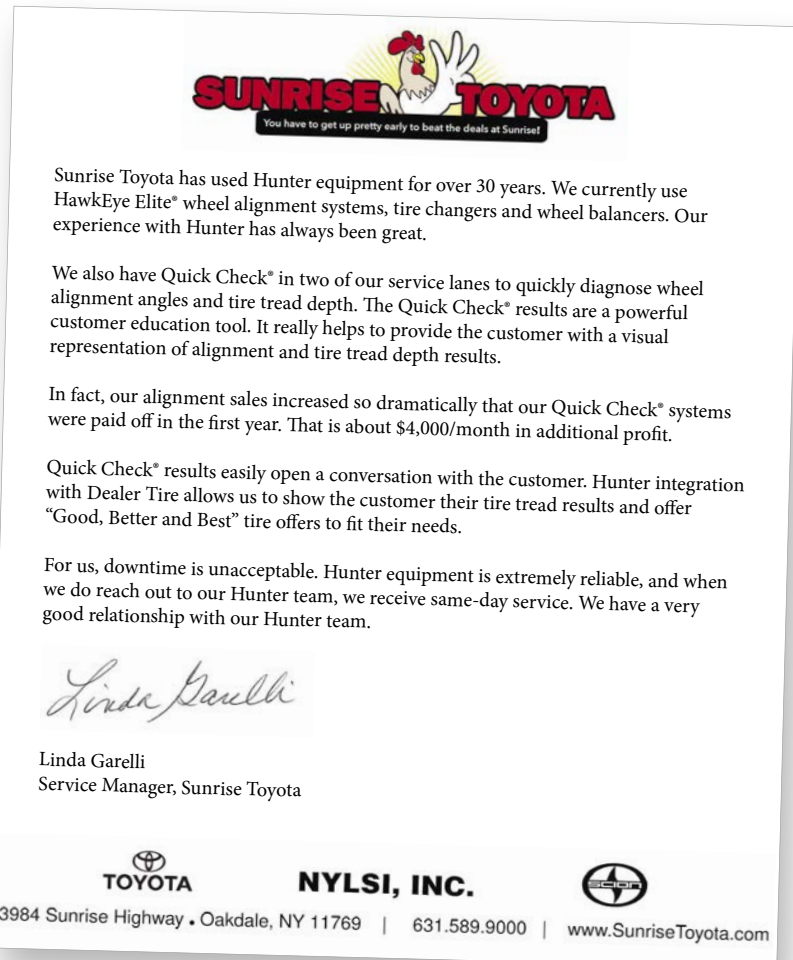 SUNRISE TOYOTA
You have to get up pretty early to beat the deals at Sunrise!
Sunrise Toyota has used Hunter equipment for over 30 years. We currently use
HawkEye Elite® wheel alignment systems, tire changers and wheel balancers. Our
experience with Hunter has always been great.
We also have Quick Check® in two of our service lanes to quickly diagnose wheel
alignment angles and tire tread depth. The Quick Check® results are a powerful
customer education tool. It really helps to provide the customer with a visual
representation of alignment and tire tread depth results.
In fact, our alignment sales increased so dramatically that our Quick Check® systems
were paid off in the first year. That is about $4,000/month in additional profit.
Quick Check® results easily open a conversation with the customer. Hunter integration
with Dealer Tire allows us to show the customer their tire tread results and offer
“Good, Better and Best” tire offers to fit their needs.
For us, downtime is unacceptable. Hunter equipment is extremely reliable, and when
we do reach out to our Hunter team, we receive same-day service. We have a very
good relationship with our Hunter team.
Linda Garelli
Linda Garelli
Service Manager, Sunrise Toyota
TOYOTA NYLSI, INC. SCION
3984 Sunrise Highway • Oakdale, NY 11769 | 631.589.9000 | www.SunriseToyota.com